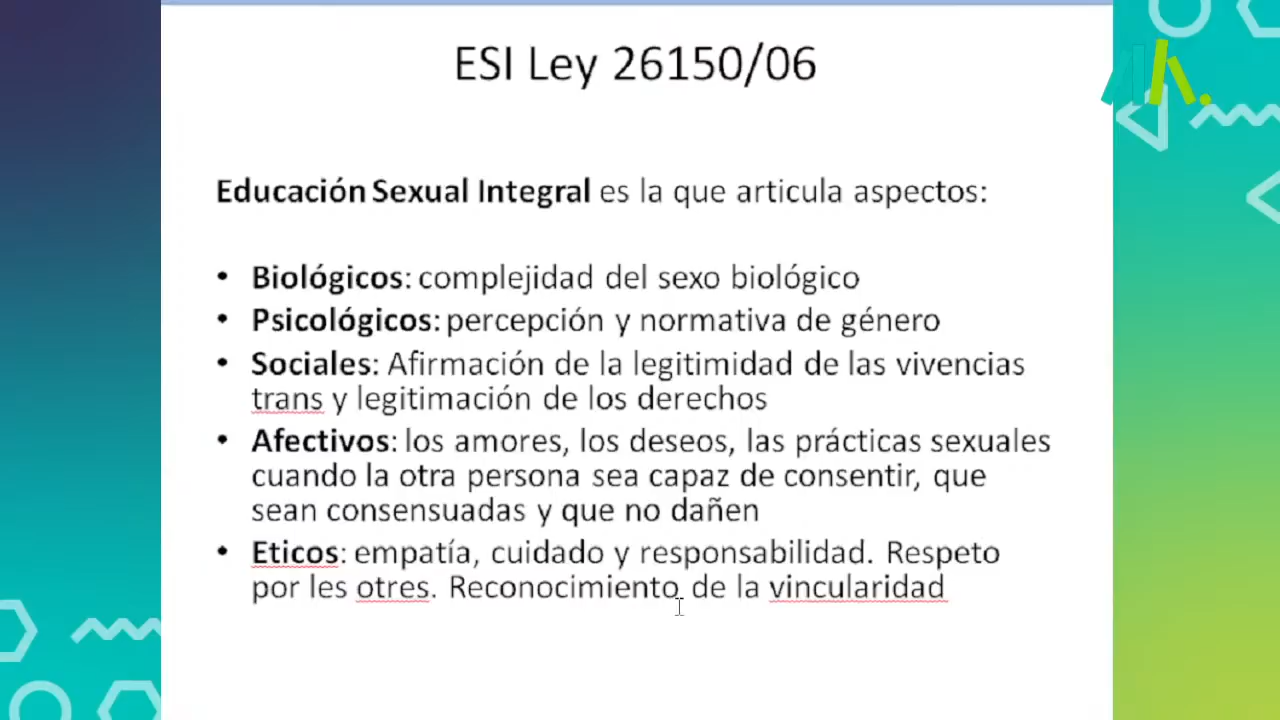 ESI Ley 26150/06
Educación Sexual Integral es la que articula aspectos:
• Biológicos: complejidad del sexo biológico
• Psicológicos: percepción y normativa de género
• Sociales: Afirmación de la legitimidad de las vivencias
trans y legitimación de los derechos
• Afectivos: los amores, los deseos, las prácticas sexuales
cuando la otra persona sea capaz de consentir, que
sean consensuadas y que no dañen
• Eticos: empatía, cuidado y responsabilidad. Respeto
por les otres. Reconocimiento de la vincularidad